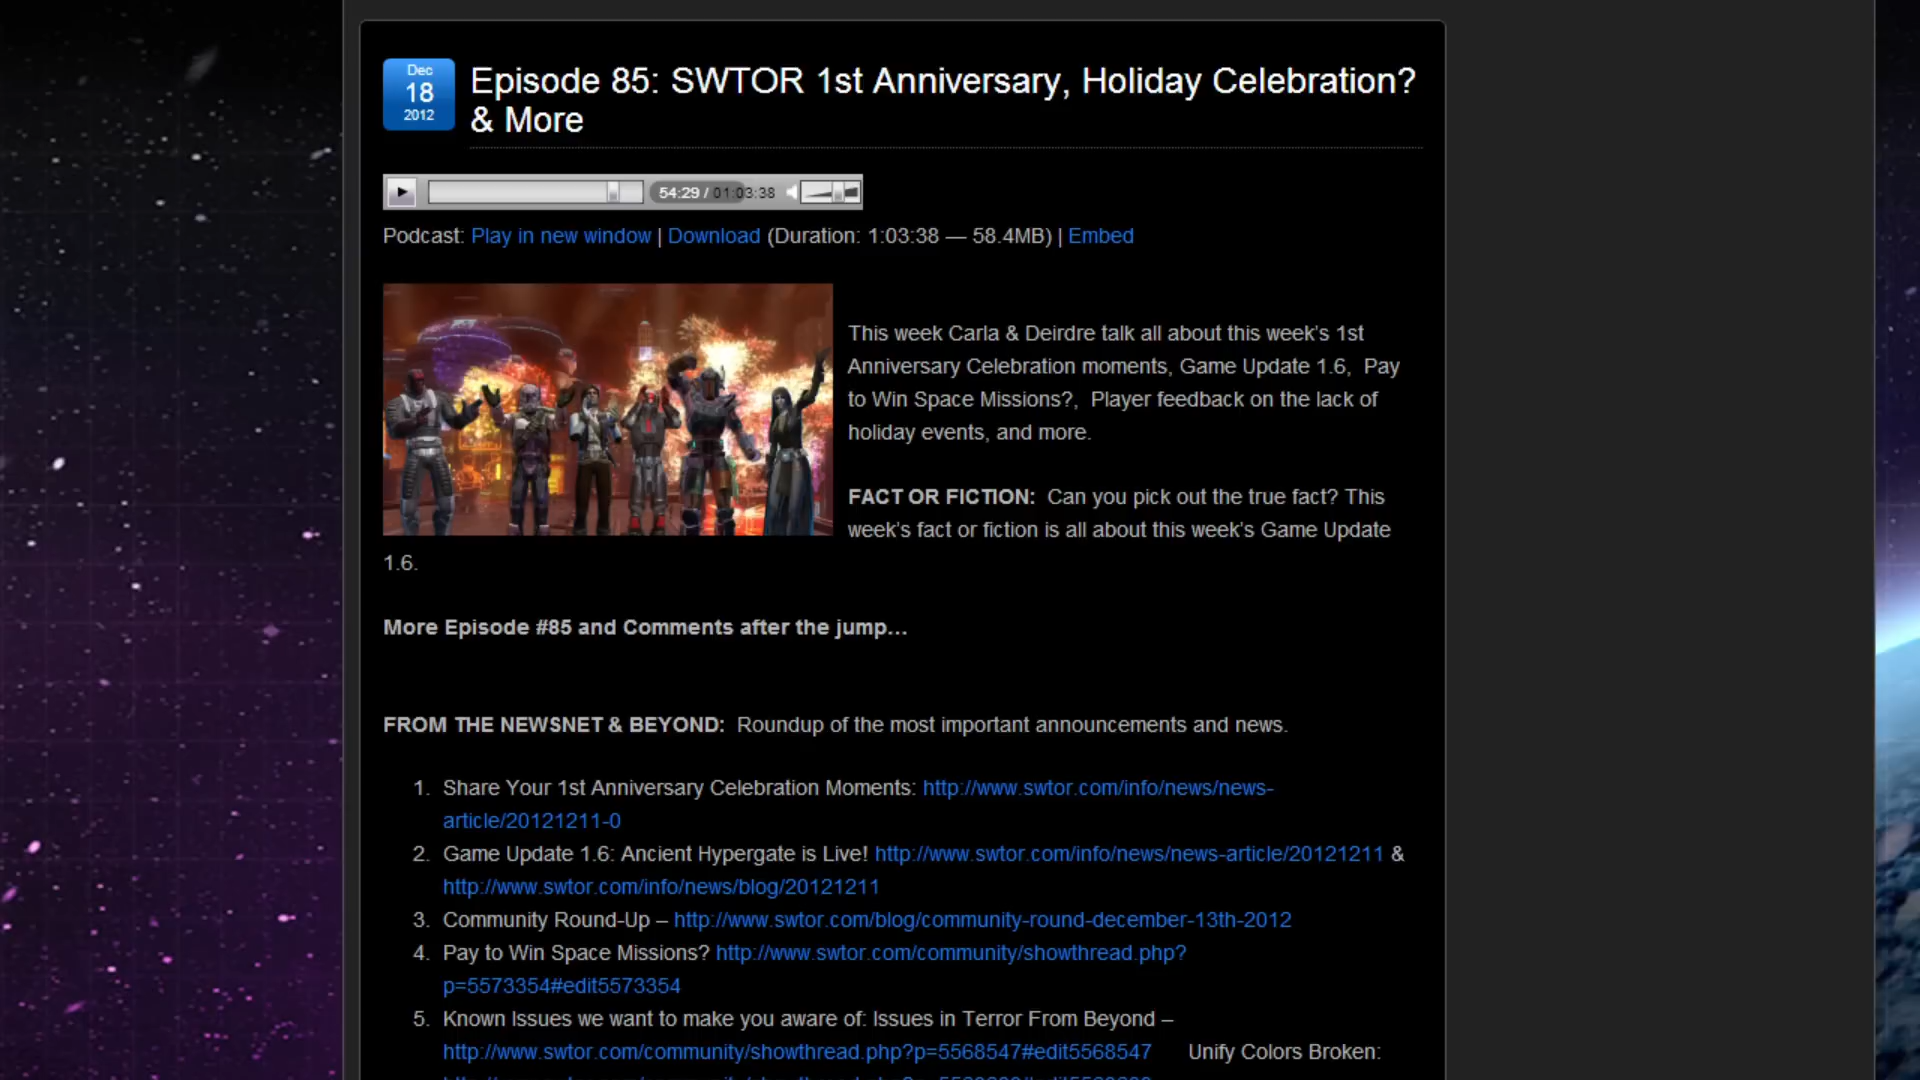 Dec
18
2012
Episode 85: SWTOR 1st Anniversary, Holiday Celebration?
& More
54:29 / 01:03:38
Podcast: Play in new window | Download (Duration: 1:03:38 — 58.4MB) | Embed
This week Carla & Deirdre talk all about this week's 1st
Anniversary Celebration moments, Game Update 1.6, Pay
to Win Space Missions?, Player feedback on the lack of
holiday events, and more.
FACT OR FICTION: Can you pick out the true fact? This
week's fact or fiction is all about this week's Game Update
1.6.
More Episode #85 and Comments after the jump…
FROM THE NEWSNET & BEYOND: Roundup of the most important announcements and news.
1. Share Your 1st Anniversary Celebration Moments: http://www.swtor.com/info/news/news-
article/20121211-0
2. Game Update 1.6: Ancient Hypergate is Live! http://www.swtor.com/info/news/news-article/20121211 &
http://www.swtor.com/info/news/blog/20121211
3. Community Round-Up – http://www.swtor.com/blog/community-round-december-13th-2012
4. Pay to Win Space Missions? http://www.swtor.com/community/showthread.php?
p=5573354#edit5573354
5. Known Issues we want to make you aware of: Issues in Terror From Beyond –
http://www.swtor.com/community/showthread.php?p=5568547#edit5568547 Unify Colors Broken: